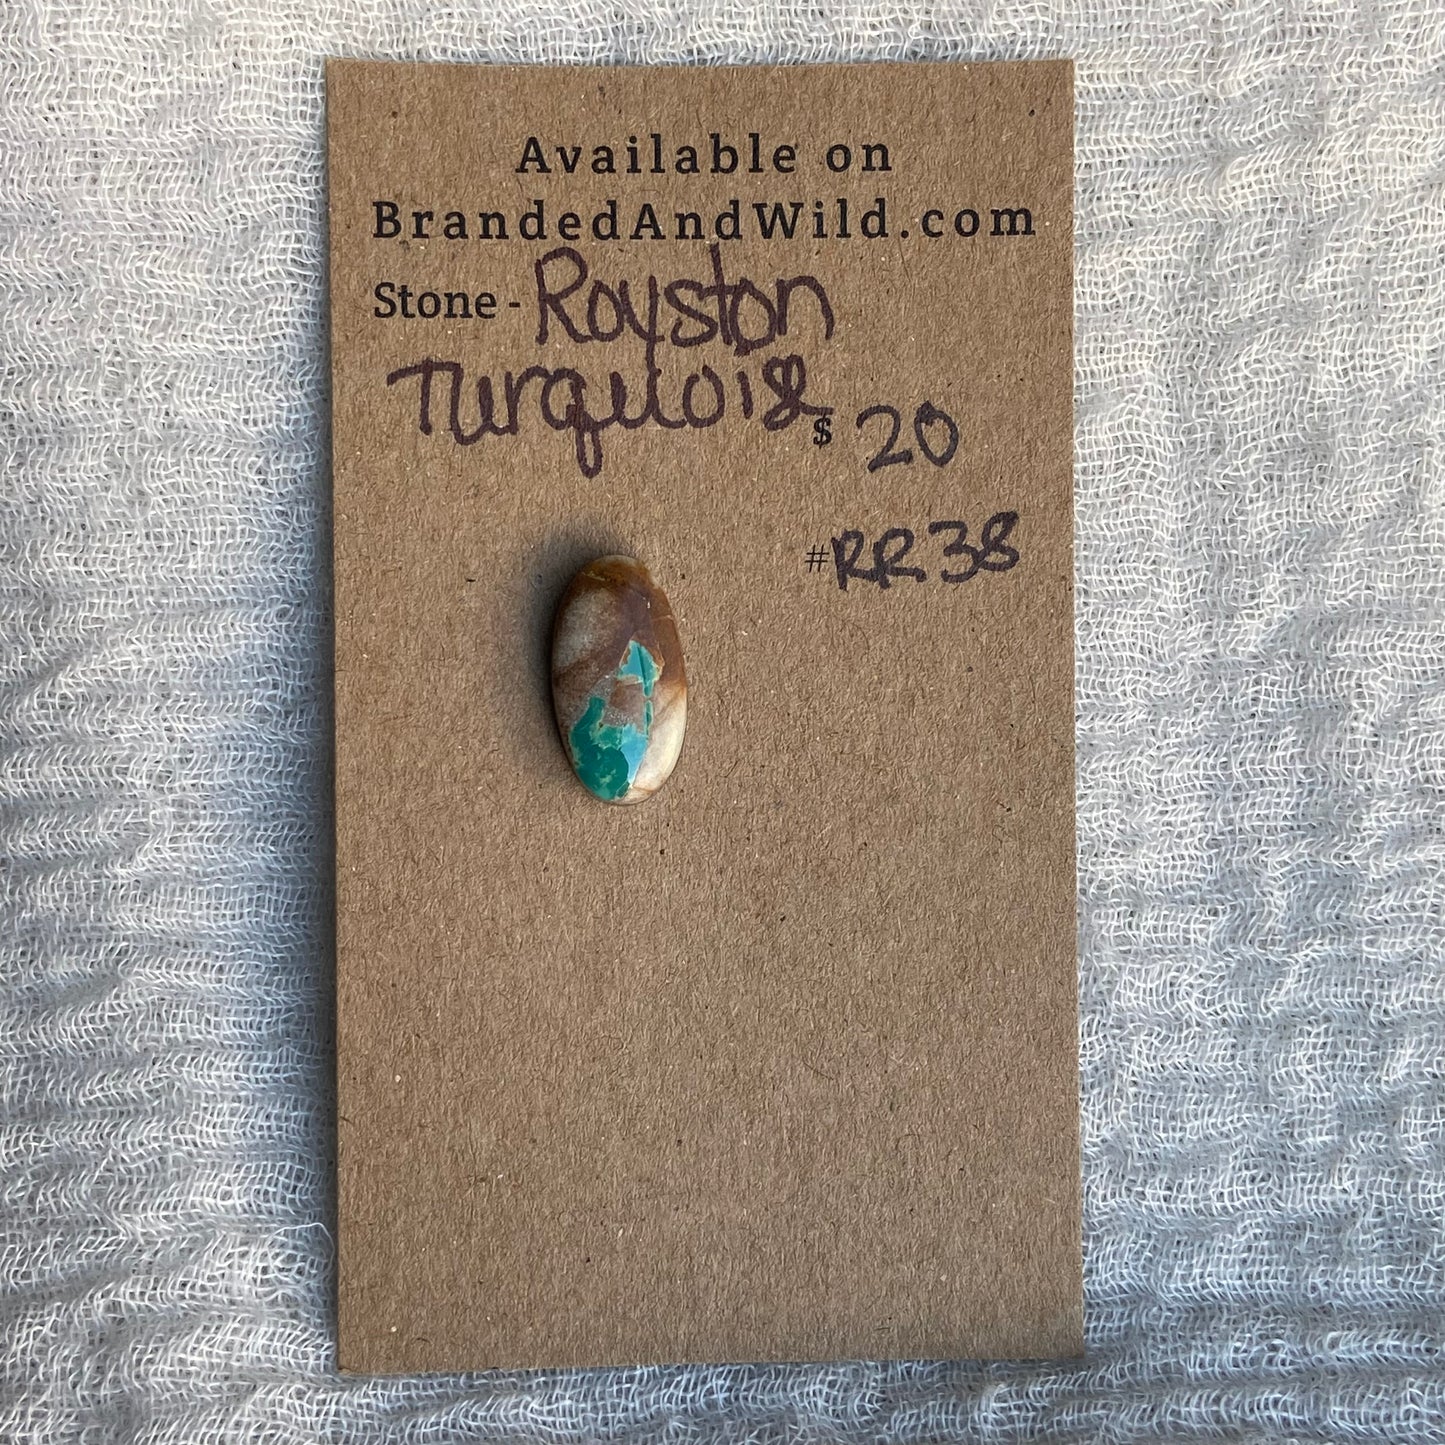 Available on
BrandedAndWild.com
Stone - Royston
Turquoise
$ 20
#RR38